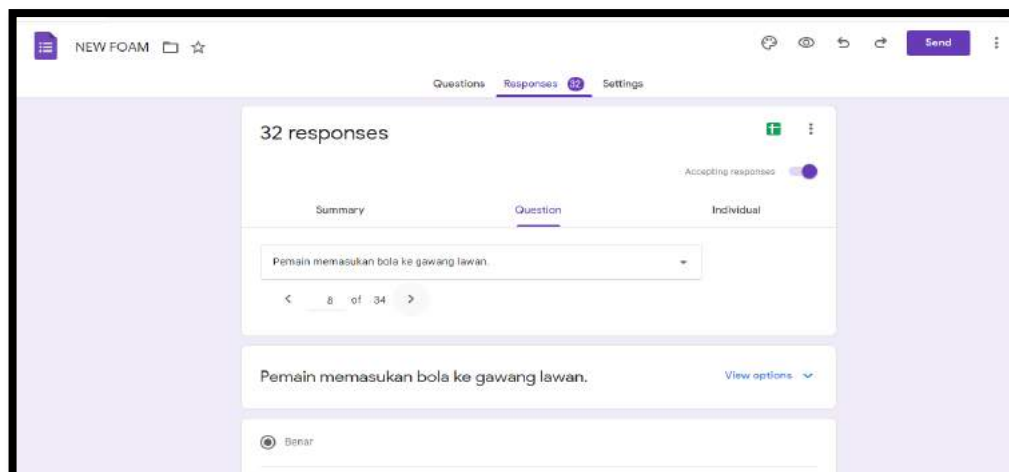 NEW FOAM
Send
Questions Responses 32 Settings
32 responses
Accepting responses
Summary Question Individual
Pemain memasukan bola ke gawang lawan.
8 of 34
Pemain memasukan bola ke gawang lawan.
View options
Benar